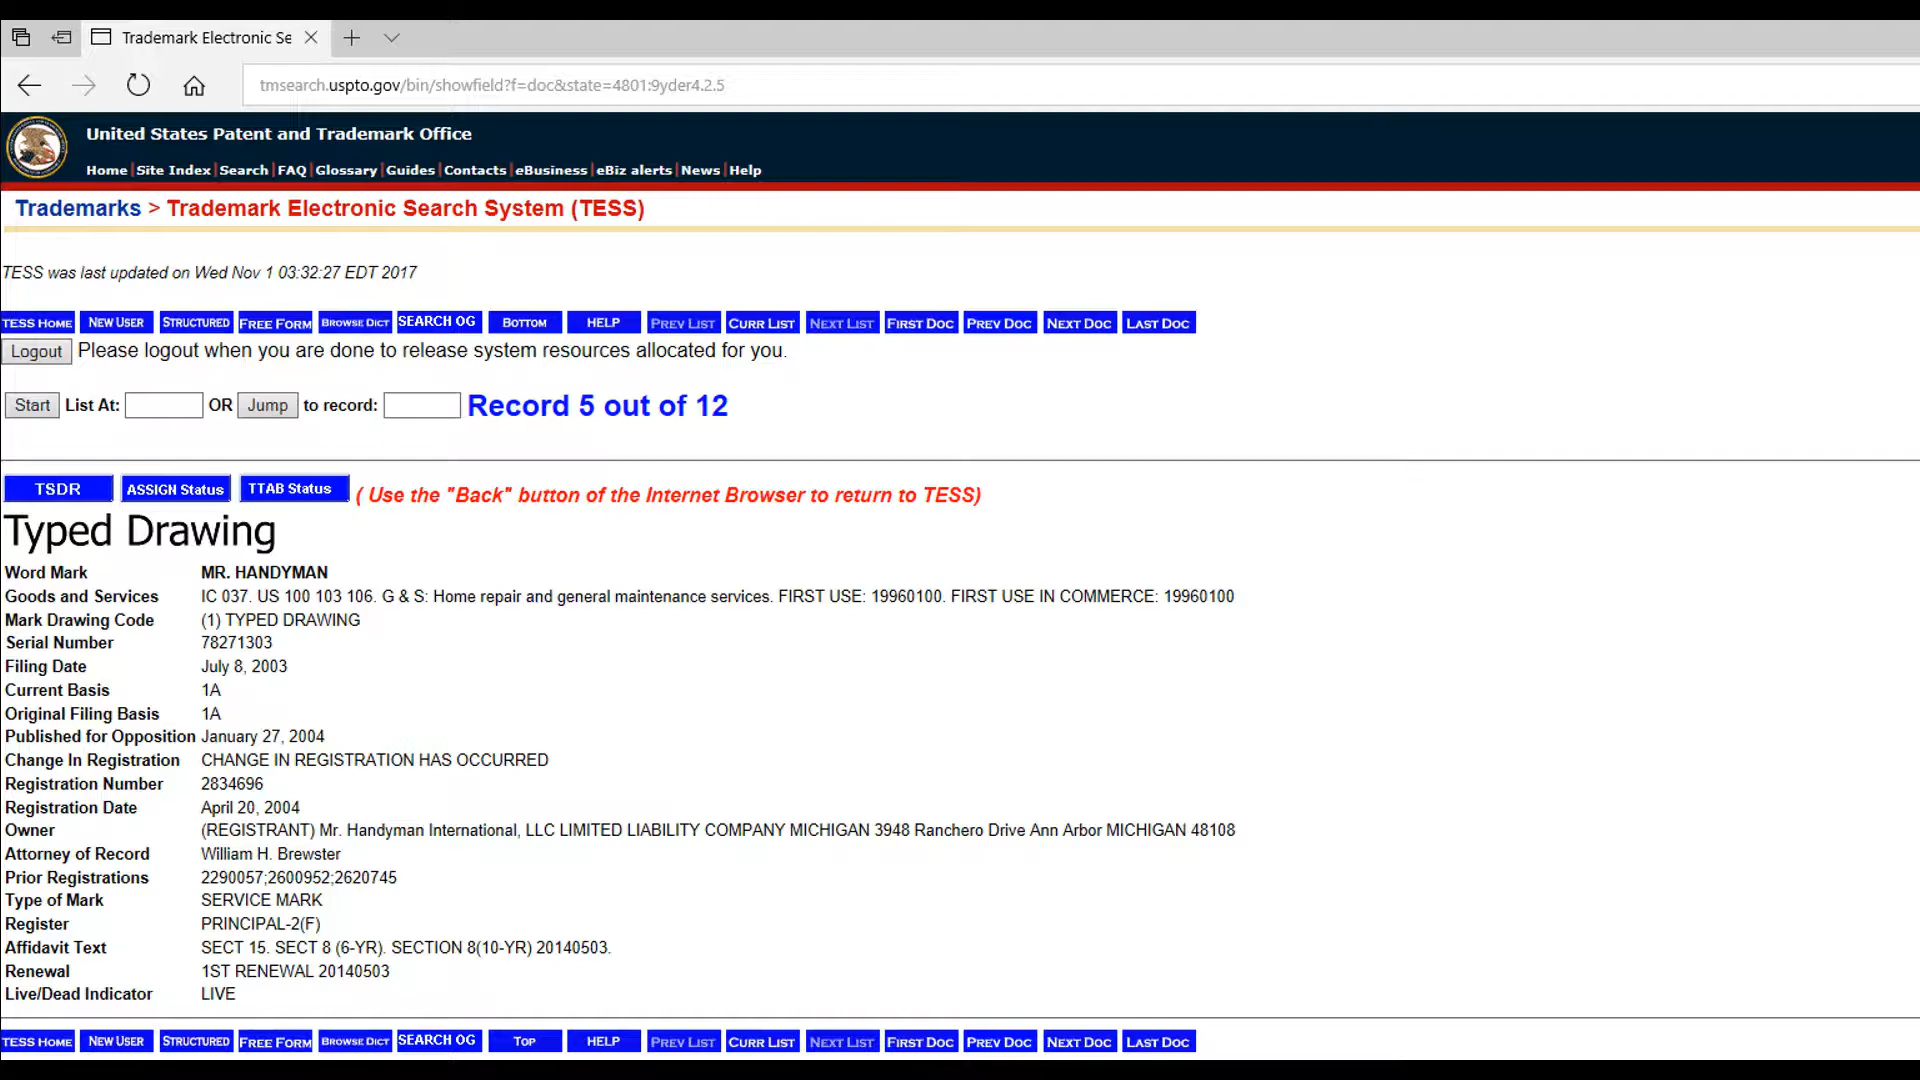 Trademark Electronic Se
tmsearch.uspto.gov/bin/showfield?f=doc&state=4801:9yder4.2.5
United States Patent and Trademark Office
Home | Site Index | Search | FAQ | Glossary | Guides | Contacts | eBusiness | eBiz alerts | News | Help
Trademarks > Trademark Electronic Search System (TESS)
TESS was last updated on Wed Nov 1 03:32:27 EDT 2017
TESS HOME NEW USER STRUCTURED FREE FORM BROWSE DICT SEARCH OG BOTTOM HELP PREV LIST CURR LIST NEXT LIST FIRST DOC PREV DOC NEXT DOC LAST DOC
Logout Please logout when you are done to release system resources allocated for you.
Start List At: OR Jump to record: Record 5 out of 12
TSDR ASSIGN Status TTAB Status ( Use the "Back" button of the Internet Browser to return to TESS)
Typed Drawing
Word Mark MR. HANDYMAN
Goods and Services IC 037. US 100 103 106. G & S: Home repair and general maintenance services. FIRST USE: 19960100. FIRST USE IN COMMERCE: 19960100
Mark Drawing Code (1) TYPED DRAWING
Serial Number 78271303
Filing Date July 8, 2003
Current Basis 1A
Original Filing Basis 1A
Published for Opposition January 27, 2004
Change In Registration CHANGE IN REGISTRATION HAS OCCURRED
Registration Number 2834696
Registration Date April 20, 2004
Owner (REGISTRANT) Mr. Handyman International, LLC LIMITED LIABILITY COMPANY MICHIGAN 3948 Ranchero Drive Ann Arbor MICHIGAN 48108
Attorney of Record William H. Brewster
Prior Registrations 2290057;2600952;2620745
Type of Mark SERVICE MARK
Register PRINCIPAL-2(F)
Affidavit Text SECT 15. SECT 8 (6-YR). SECTION 8(10-YR) 20140503.
Renewal 1ST RENEWAL 20140503
Live/Dead Indicator LIVE
TESS HOME NEW USER STRUCTURED FREE FORM BROWSE DICT SEARCH OG TOP HELP PREV LIST CURR LIST NEXT LIST FIRST DOC PREV DOC NEXT DOC LAST DOC